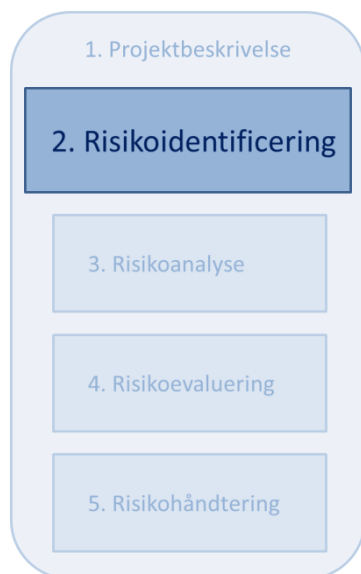 1. Projektbeskrivelse
2. Risikoidentificering
3. Risikoanalyse
4. Risikoevaluering
5. Risikohåndtering